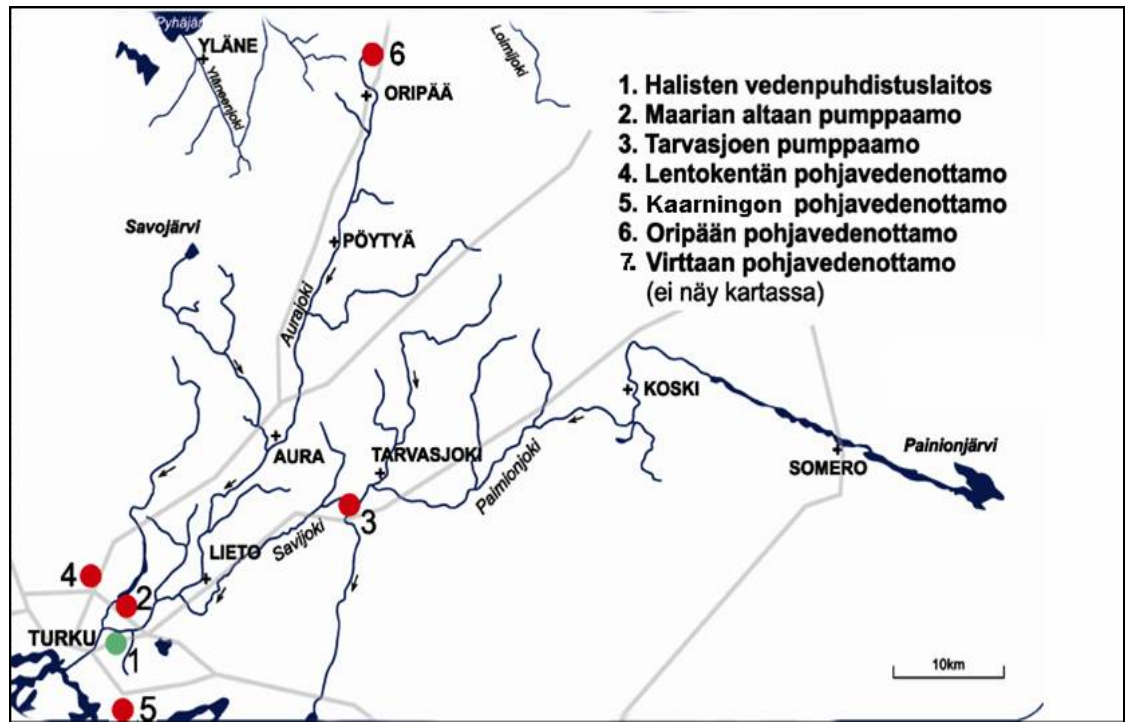 Pyhäjär
YLÄNE
Yläneenjoki
6
ORIPÄÄ
Loimijoki
1. Halisten vedenpuhdistuslaitos
2. Maarian altaan pumppaamo
3. Tarvasjoen pumppaamo
4. Lentokentän pohjavedenottamo
5. Kaarningon pohjavedenottamo
6. Oripään pohjavedenottamo
7. Virttaan pohjavedenottamo
(ei näy kartassa)
Savojärvi
PÖYTYÄ
Aurajoki
KOSKI
AURA
TARVASJOKI
Paimionjoki
SOMERO
Painionjärvi
3
Savijoki
LIETO
4
2
TURKU
1
5
10km